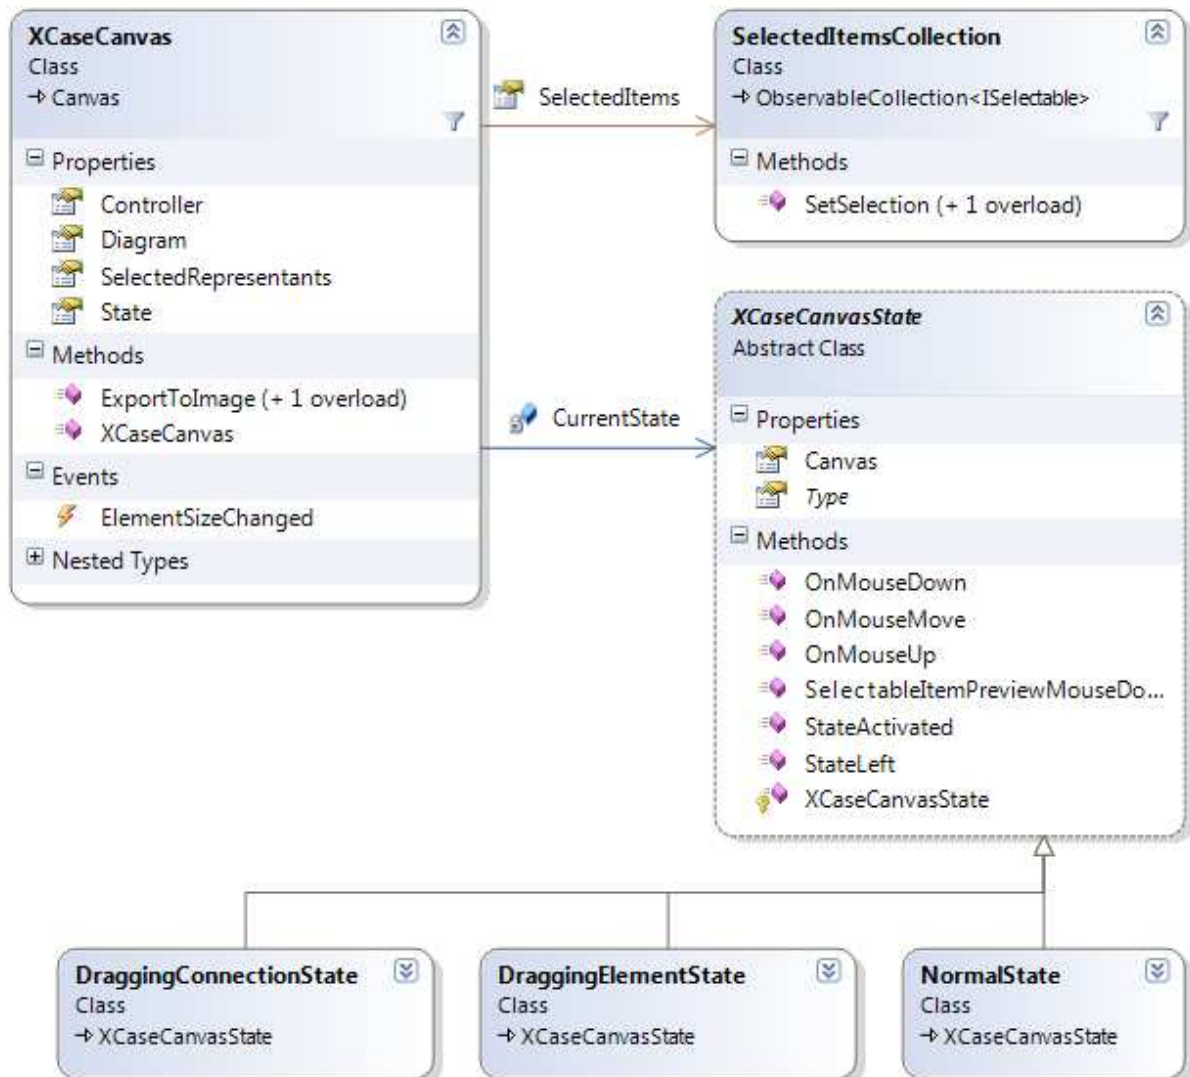 XCaseCanvas
Class
Canvas
Properties
Controller
Diagram
SelectedRepresentants
State
Methods
ExportToImage (+ 1 overload)
XCaseCanvas
Events
ElementSizeChanged
Nested Types
SelectedItems
SelectedItemsCollection
Class
ObservableCollection<ISelectable>
Methods
SetSelection (+ 1 overload)
CurrentState
XCaseCanvasState
Abstract Class
Properties
Canvas
Type
Methods
OnMouseDown
OnMouseMove
OnMouseUp
SelectableItemPreviewMouseDo...
StateActivated
StateLeft
XCaseCanvasState
DraggingConnectionState
Class
XCaseCanvasState
DraggingElementState
Class
XCaseCanvasState
NormalState
Class
XCaseCanvasState